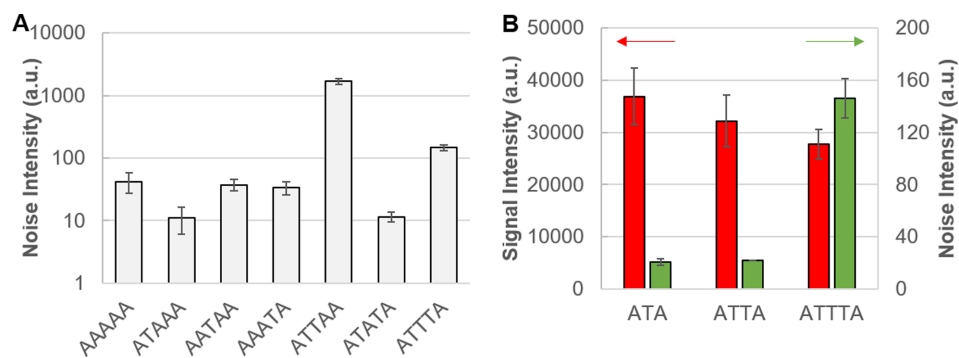 A
Noise Intensity (a.u.)
10000
1000
100
10
1
AAAAA
ATAAA
AATAA
AAATA
ATTAA
ATATA
ATTTA
B
Signal Intensity (a.u.)
50000
40000
30000
20000
10000
0
200
160
120
80
40
0
Noise Intensity (a.u.)
ATA
ATTA
ATTTA